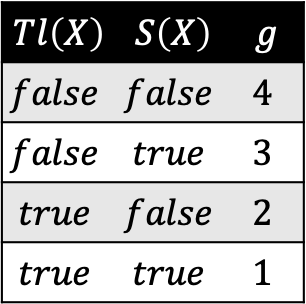 Tl(X) S(X) g
false false 4
false true 3
true false 2
true true 1